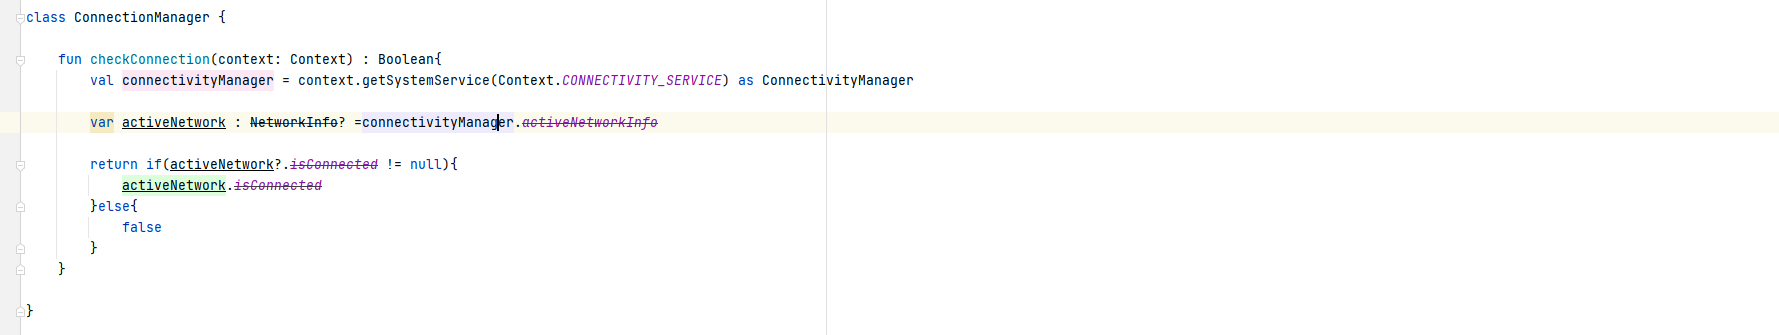 class ConnectionManager {
fun checkConnection(context: Context) : Boolean{
val connectivityManager = context.getSystemService(Context.CONNECTIVITY_SERVICE) as ConnectivityManager
var activeNetwork : NetworkInfo? =connectivityManager.activeNetworkInfo
return if(activeNetwork?.isConnected != null){
activeNetwork.isConnected
}else{
false
}
}
}